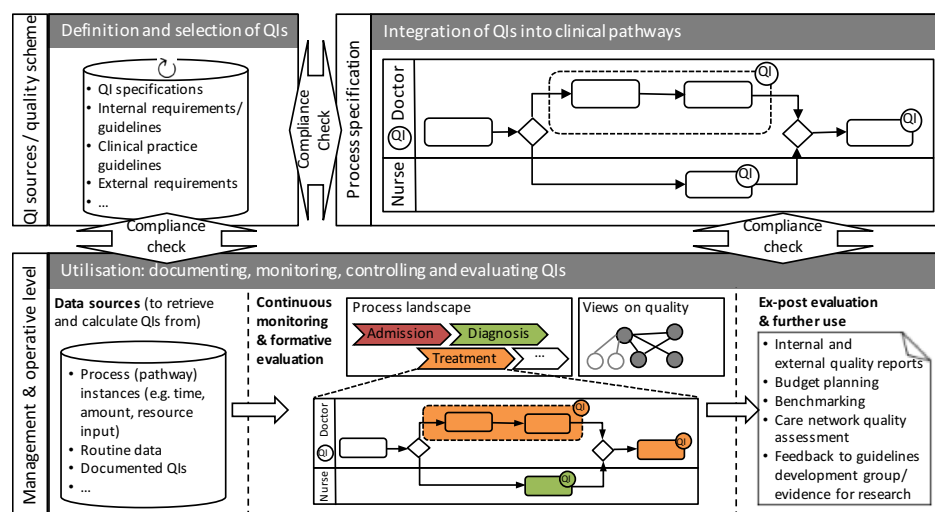 QI sources / quality scheme
Definition and selection of QIs
• QI specifications
• Internal requirements/
guidelines
• Clinical practice
guidelines
• External requirements
• ...
Compliance
Check
Process specification
Integration of QIs into clinical pathways
QI
Doctor
QI
QI
Nurse
QI
Compliance
check
Compliance
check
Management & operative level
Utilisation: documenting, monitoring, controlling and evaluating QIs
Data sources (to retrieve
and calculate QIs from)
• Process (pathway)
instances (e.g. time,
amount, resource
input)
• Routine data
• Documented QIs
• ...
Continuous
monitoring
& formative
evaluation
Process landscape
Admission
Diagnosis
Treatment
...
Views on quality
QI
Doctor
QI
QI
Nurse
QI
Ex-post evaluation
& further use
• Internal and
external quality reports
• Budget planning
• Benchmarking
• Care network quality
assessment
• Feedback to guidelines
development group/
evidence for research